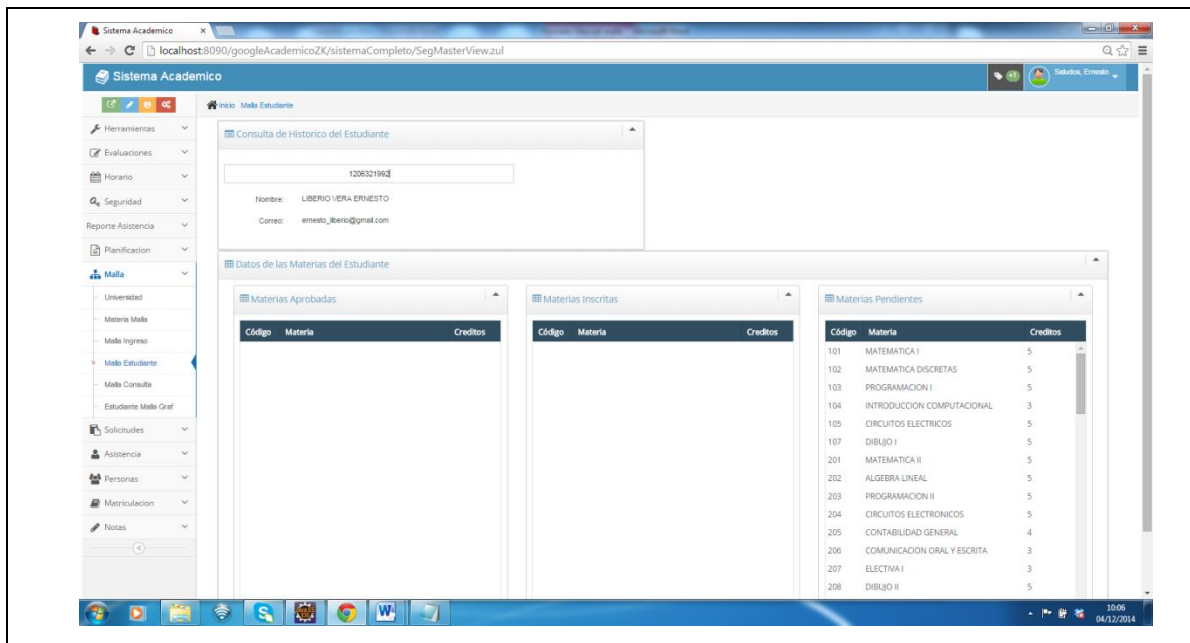 Sistema Academico
localhost:8090/googleAcademicoZK/sistemaCompleto/SegMasterView.zul
Sistema Academico
+1
Saludos, Ernesto
Inicio Malla Estudiante
Herramientas
Evaluaciones
Horario
Seguridad
Reporte Asistencia
Planificacion
Malla
Universidad
Materia Malla
Malla Ingreso
Malla Estudiante
Malla Consulta
Estudiante Malla Graf
Solicitudes
Asistencia
Personas
Matriculacion
Notas
Consulta de Historico del Estudiante
1206321992
Nombre: LIBERIO VERA ERNESTO
Correo: ernesto_liberio@gmail.com
Datos de las Materias del Estudiante
Materias Aprobadas
Código Materia Creditos
Materias Inscritas
Código Materia Creditos
Materias Pendientes
Código Materia Creditos
101 MATEMATICA I 5
102 MATEMATICA DISCRETAS 5
103 PROGRAMACION I 5
104 INTRODUCCION COMPUTACIONAL 3
105 CIRCUITOS ELECTRICOS 5
107 DIBUJO I 5
201 MATEMATICA II 5
202 ALGEBRA LINEAL 5
203 PROGRAMACION II 5
204 CIRCUITOS ELECTRONICOS 5
205 CONTABILIDAD GENERAL 4
206 COMUNICACION ORAL Y ESCRITA 3
207 ELECTIVA I 3
208 DIBUJO II 5
10:06
04/12/2014